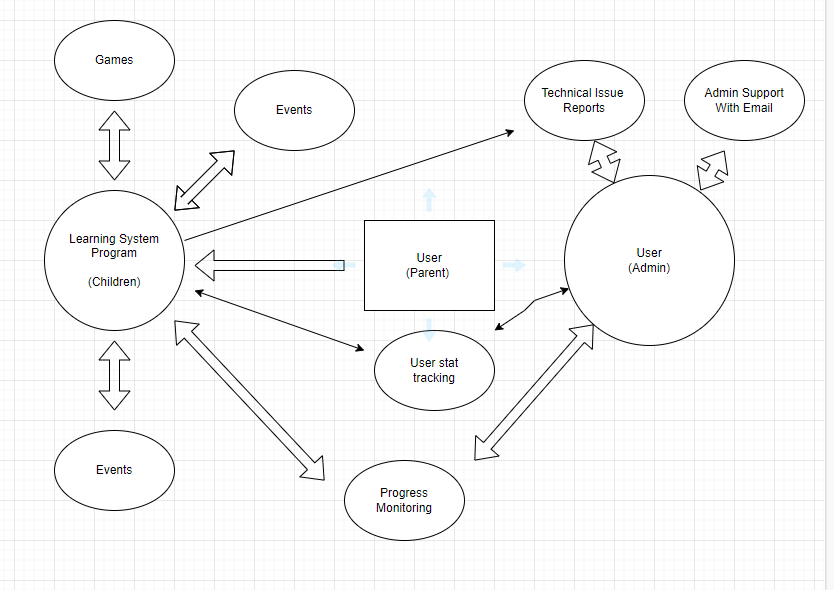 Games
Events
Technical Issue
Reports
Admin Support
With Email
Learning System
Program
(Children)
User
(Parent)
User
(Admin)
User stat
tracking
Events
Progress
Monitoring